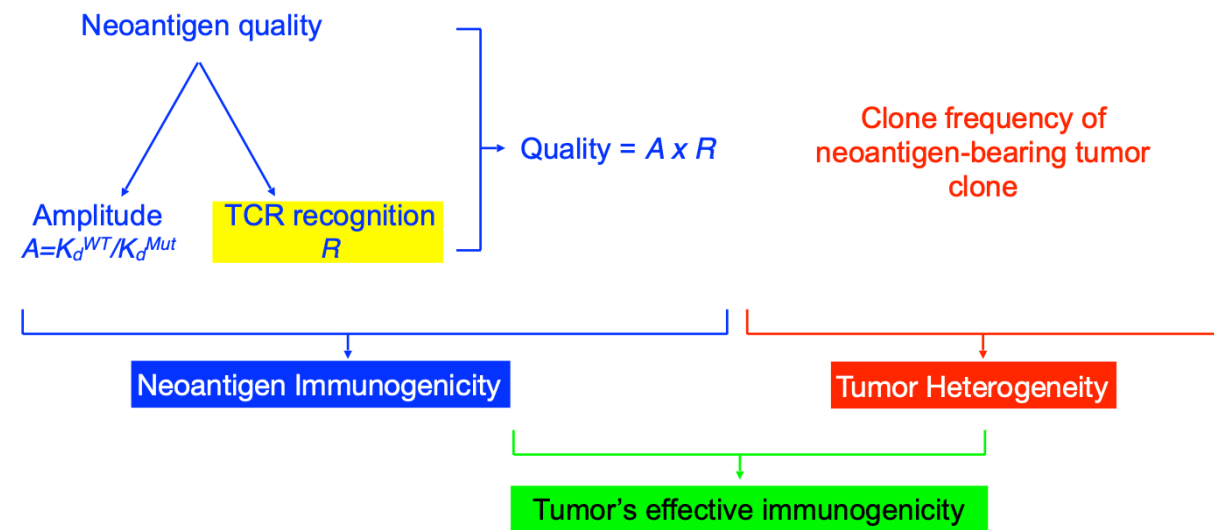 Neoantigen quality
Amplitude
A=K_d^WT/K_d^Mut
TCR recognition
R
Quality = A x R
Clone frequency of
neoantigen-bearing tumor
clone
Neoantigen Immunogenicity
Tumor Heterogeneity
Tumor's effective immunogenicity